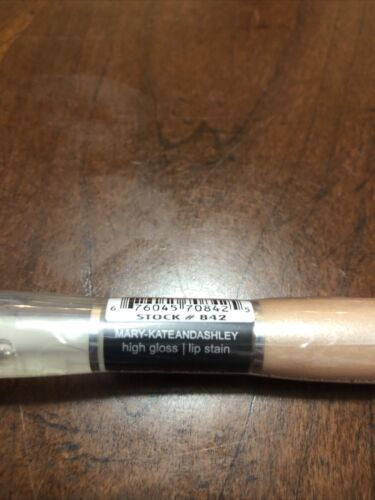 6 76045 70842 5
STOCK # 842
MARY-KATEANDASHLEY
high gloss | lip stain